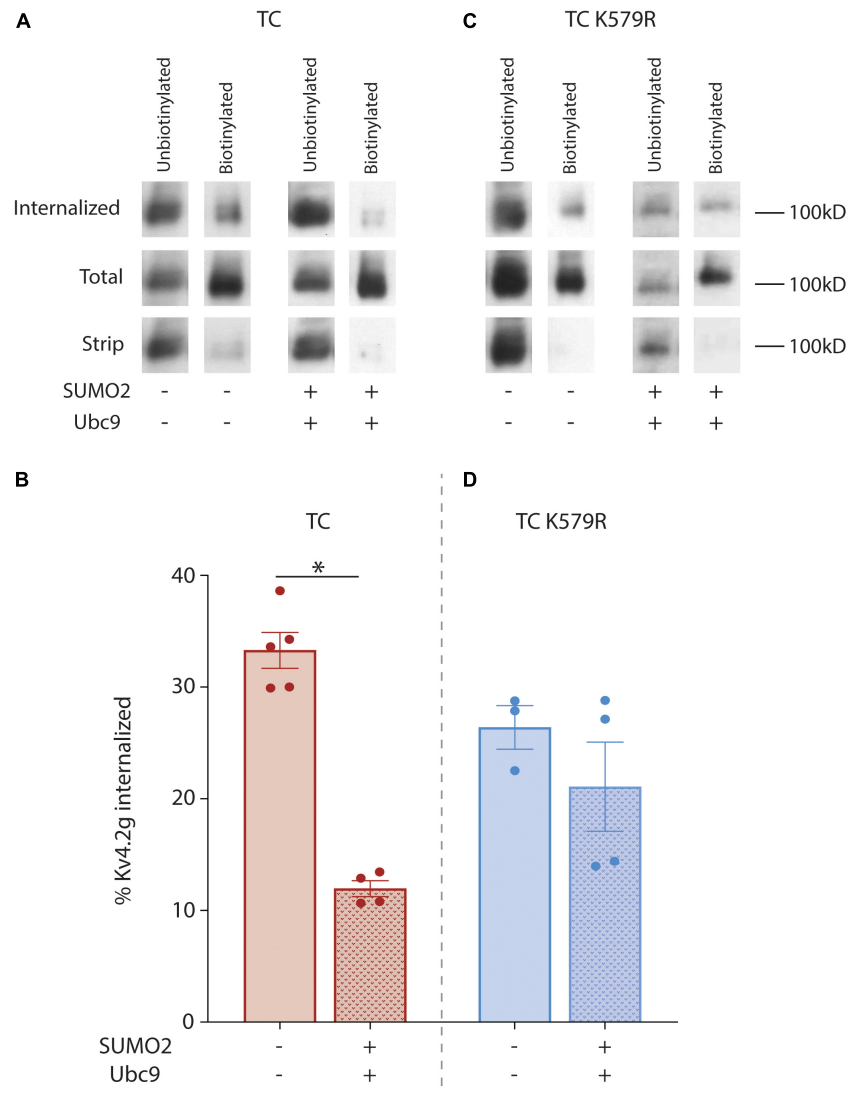 A TC C TC K579R
Unbiotinylated Biotinylated Unbiotinylated Biotinylated Unbiotinylated Biotinylated Unbiotinylated Biotinylated
Internalized 100kD
Total 100kD
Strip 100kD
SUMO2 - - + + - - + +
Ubc9 - - + + - - + +
B D
TC TC K579R
*
40
30
20
10
0
% Kv4.2g internalized
SUMO2 - + - +
Ubc9 - + - +